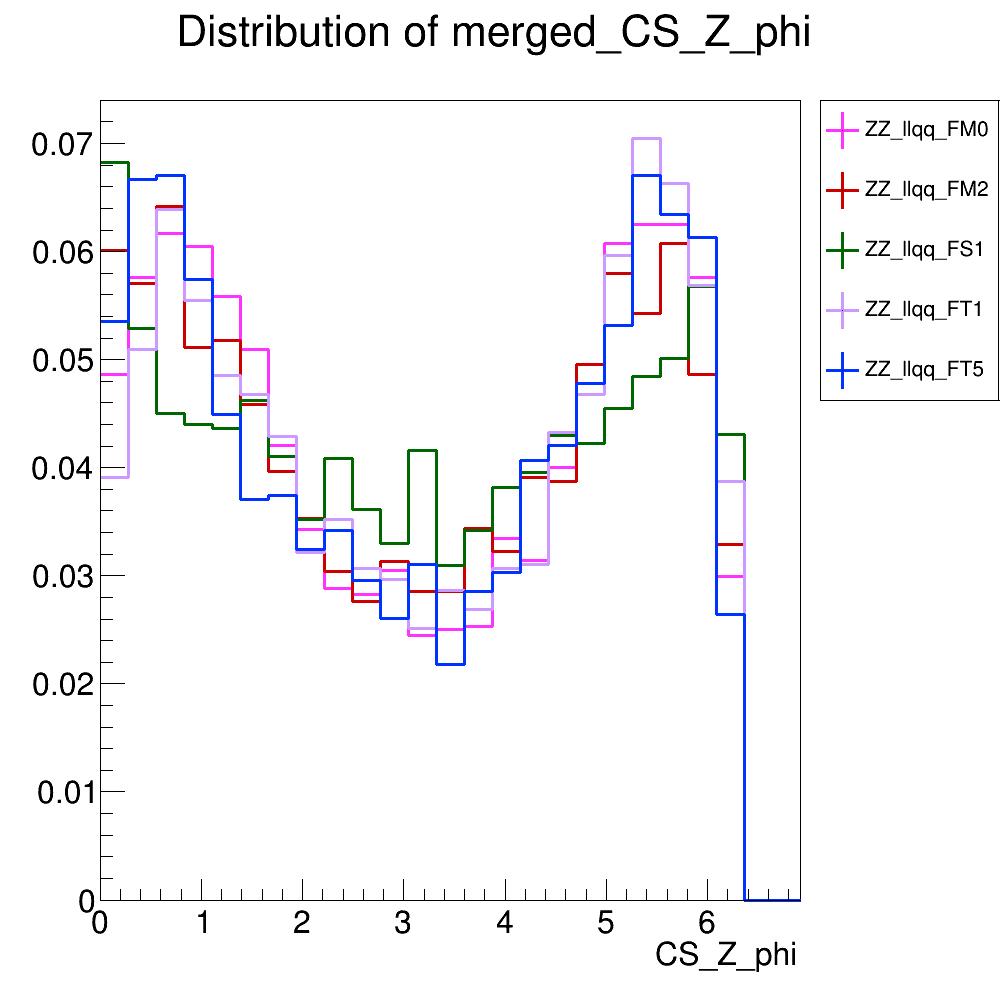 Distribution of merged_CS_Z_phi
0.07
0.06
0.05
0.04
0.03
0.02
0.01
0
0 1 2 3 4 5 6
CS_Z_phi
ZZ_llqq_FM0
ZZ_llqq_FM2
ZZ_llqq_FS1
ZZ_llqq_FT1
ZZ_llqq_FT5